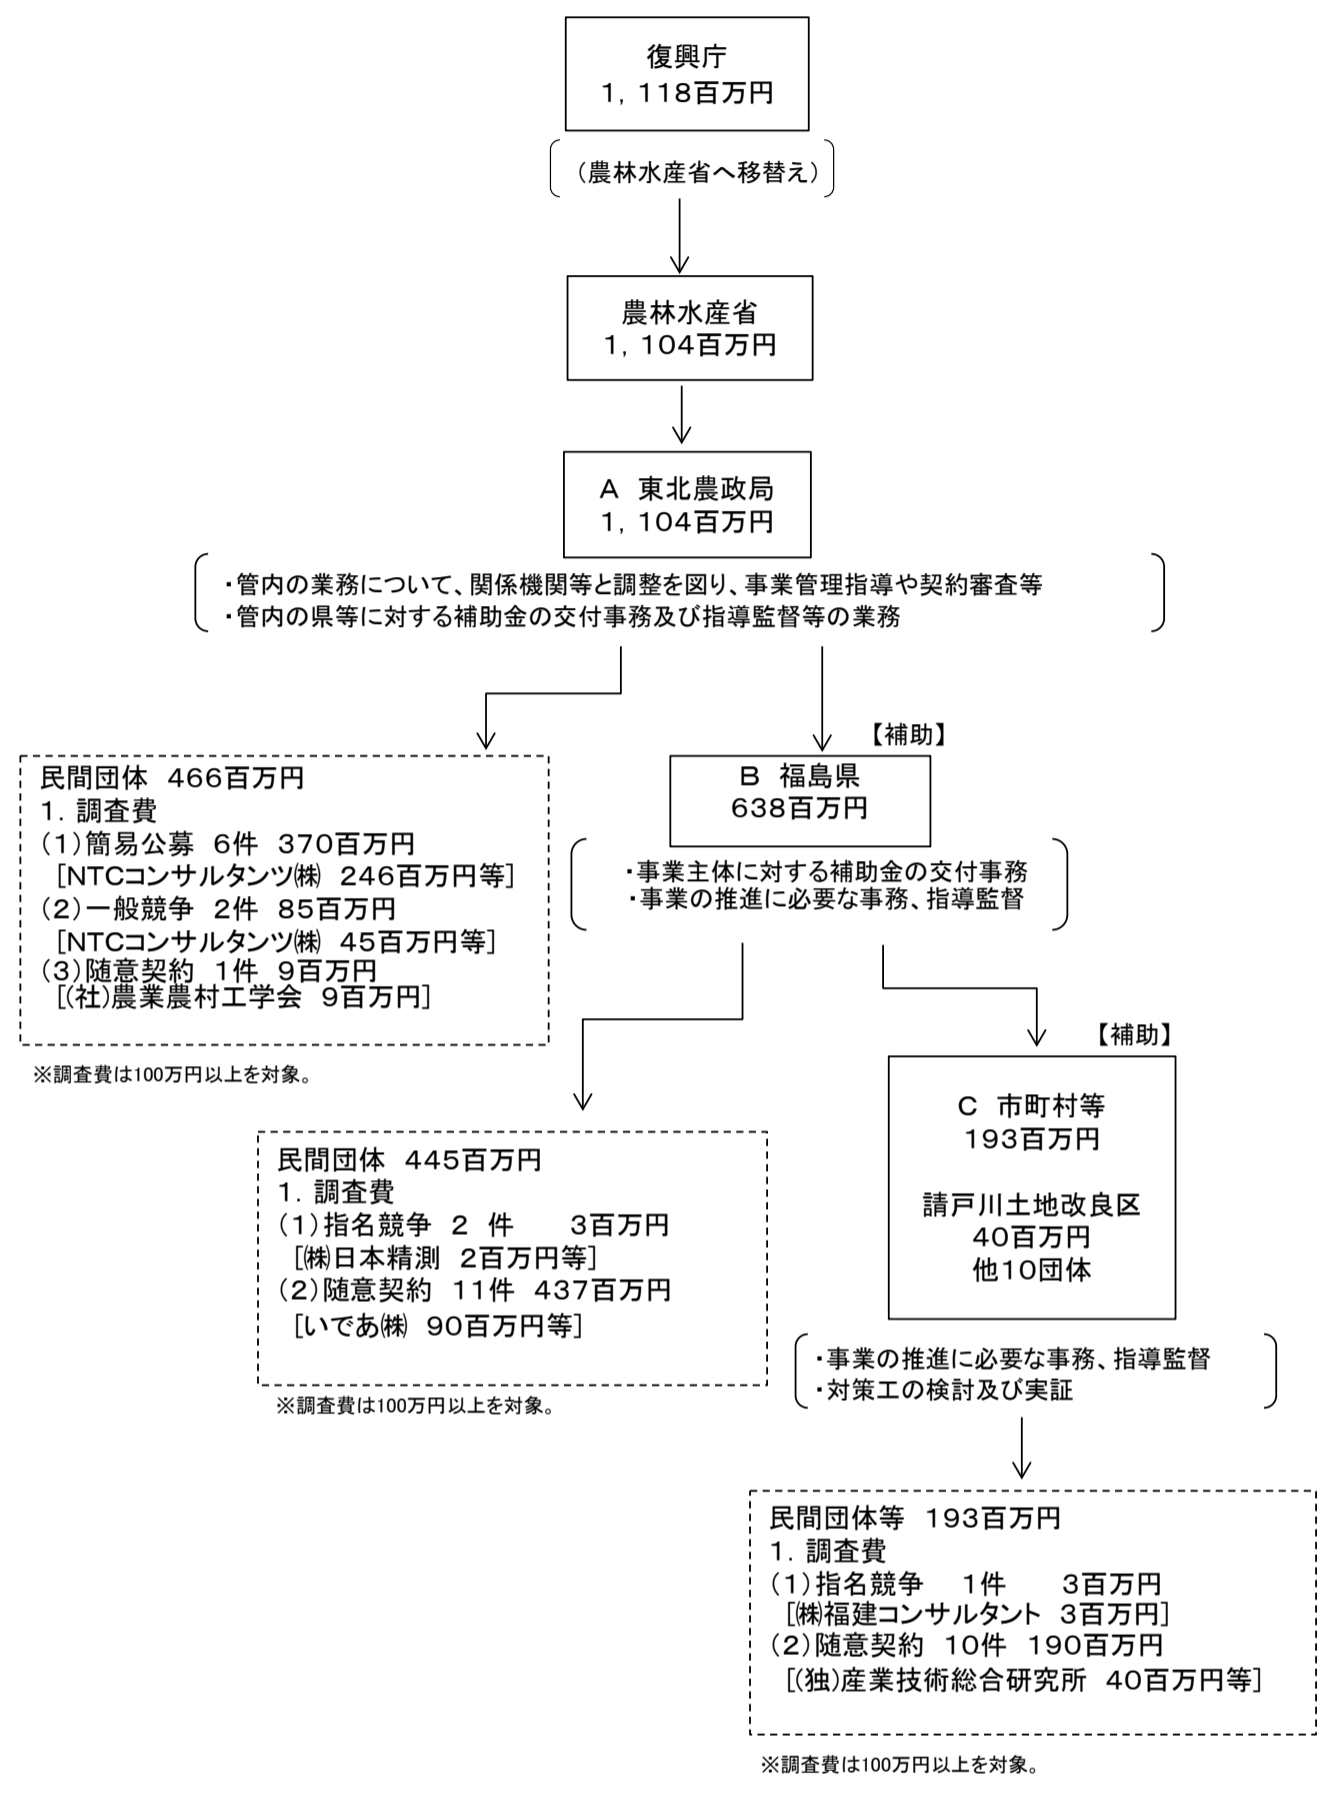 復興庁
1，118百万円
（農林水産省へ移替え）
農林水産省
1，104百万円
A　東北農政局
1，104百万円
・管内の業務について、関係機関等と調整を図り、事業管理指導や契約審査等
・管内の県等に対する補助金の交付事務及び指導監督等の業務
民間団体　466百万円
1．調査費
（1）簡易公募　6件　370百万円
［NTCコンサルタンツ㈱　246百万円等］
（2）一般競争　2件　85百万円
［NTCコンサルタンツ㈱　45百万円等］
（3）随意契約　1件　9百万円
［（社）農業農村工学会　9百万円］
※調査費は100万円以上を対象。
【補助】
B　福島県
638百万円
・事業主体に対する補助金の交付事務
・事業の推進に必要な事務、指導監督
民間団体　445百万円
1．調査費
（1）指名競争　2　件　　3百万円
［㈱日本精測　2百万円等］
（2）随意契約　11件　437百万円
［いであ㈱　90百万円等］
※調査費は100万円以上を対象。
【補助】
C　市町村等
193百万円
請戸川土地改良区
40百万円
他10団体
・事業の推進に必要な事務、指導監督
・対策工の検討及び実証
民間団体等　193百万円
1．調査費
（1）指名競争　1件　　3百万円
［㈱福建コンサルタント　3百万円］
（2）随意契約　10件　190百万円
［（独）産業技術総合研究所　40百万円等］
※調査費は100万円以上を対象。